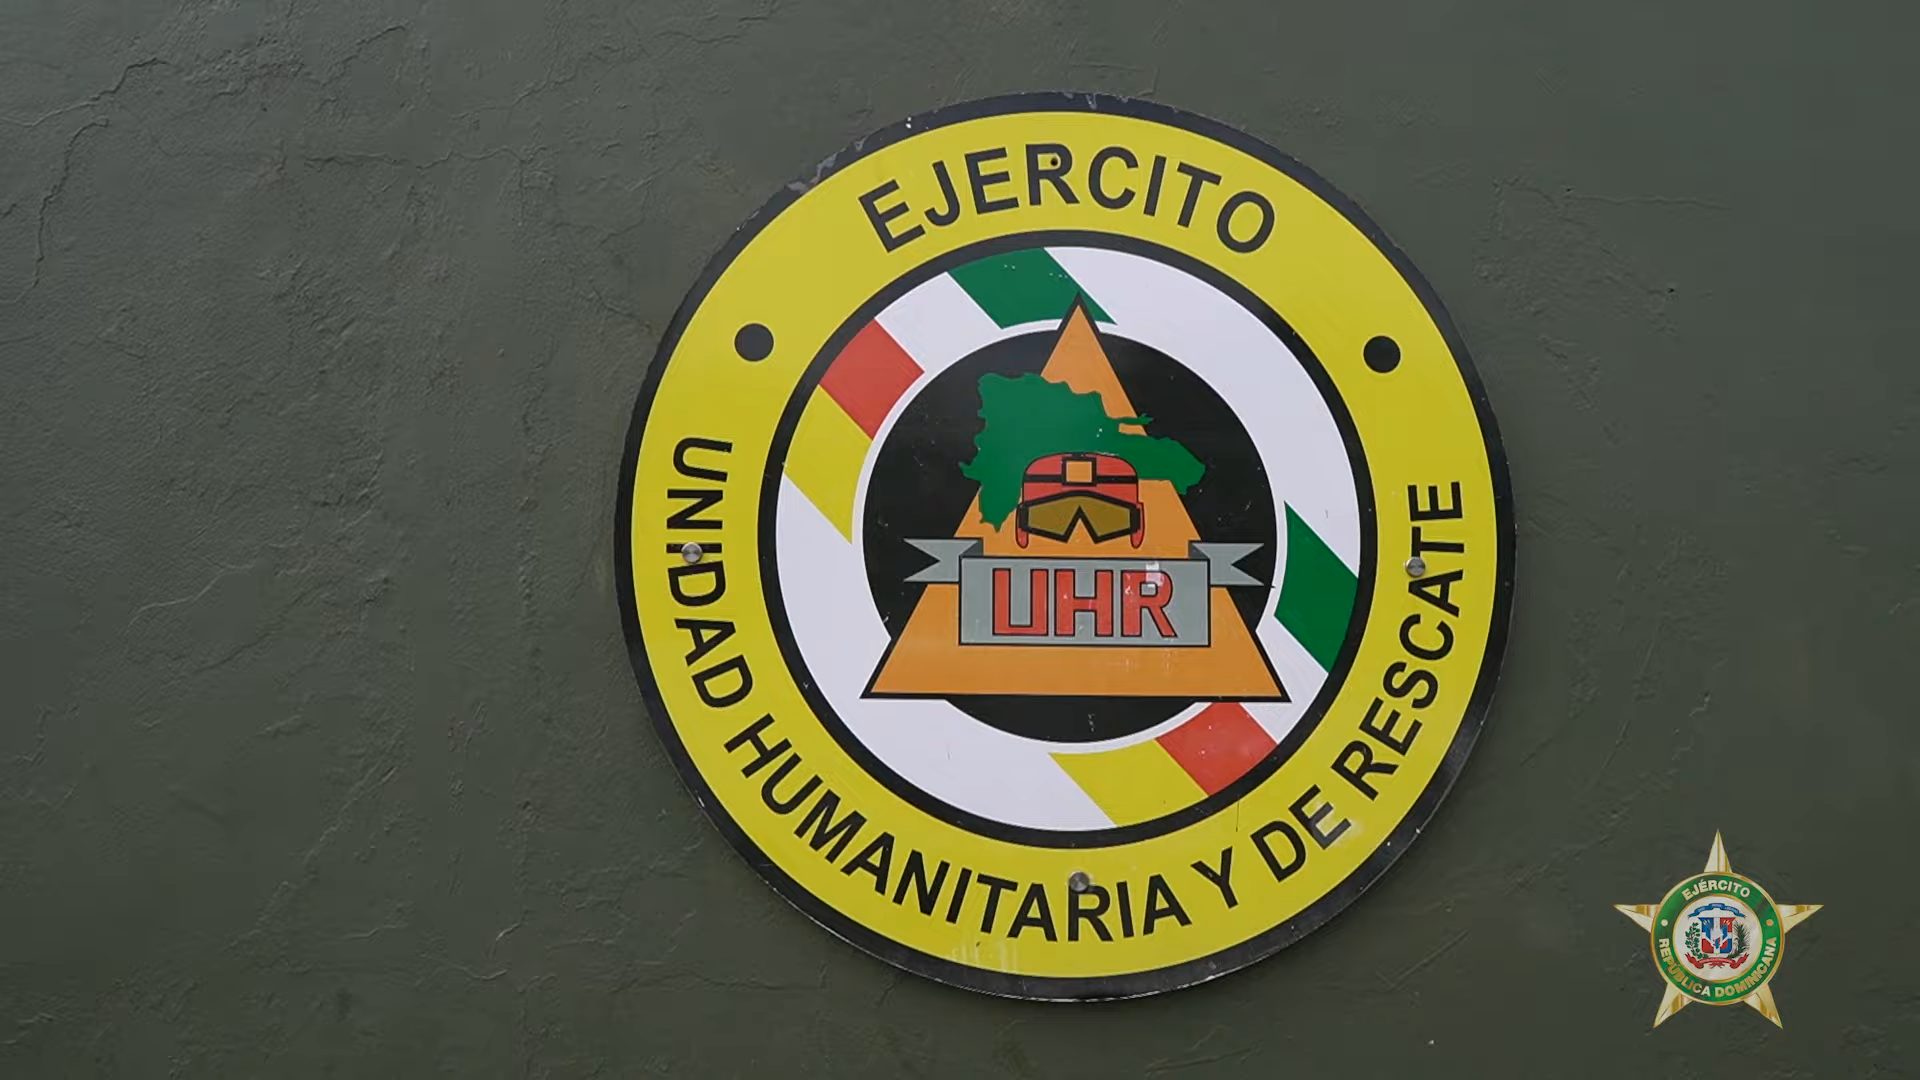 EJERCITO
UNIDAD HUMANITARIA Y DE RESCATE
UHR
EJÉRCITO
REPÚBLICA DOMINICANA